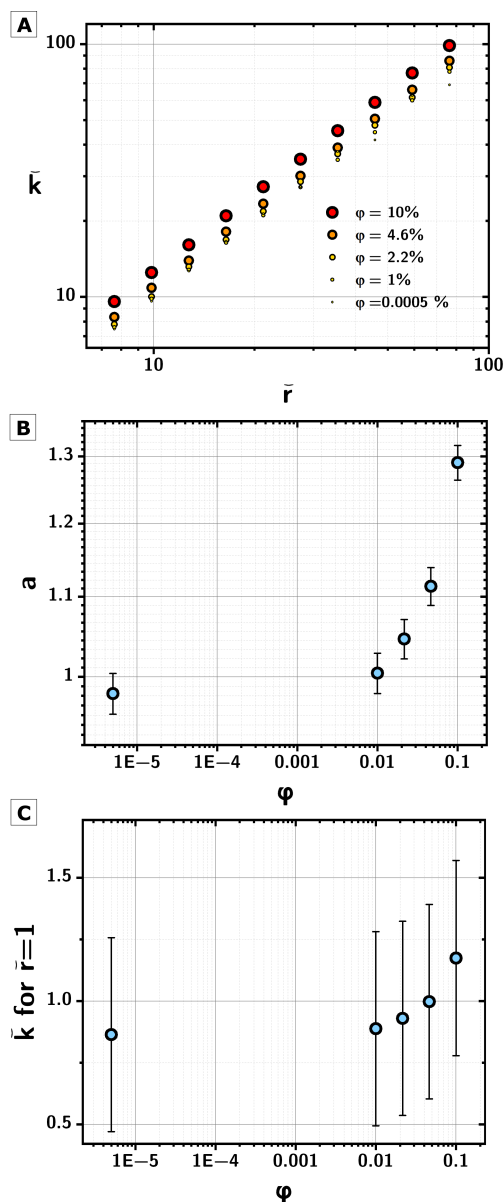 A
100
10
k̆
φ = 10%
φ = 4.6%
φ = 2.2%
φ = 1%
φ =0.0005 %
10
100
r̆
B
1.3
1.2
1.1
1
a
1E−5
1E−4
0.001
0.01
0.1
φ
C
1.5
1.0
0.5
k̆ for r̆=1
1E−5
1E−4
0.001
0.01
0.1
φ